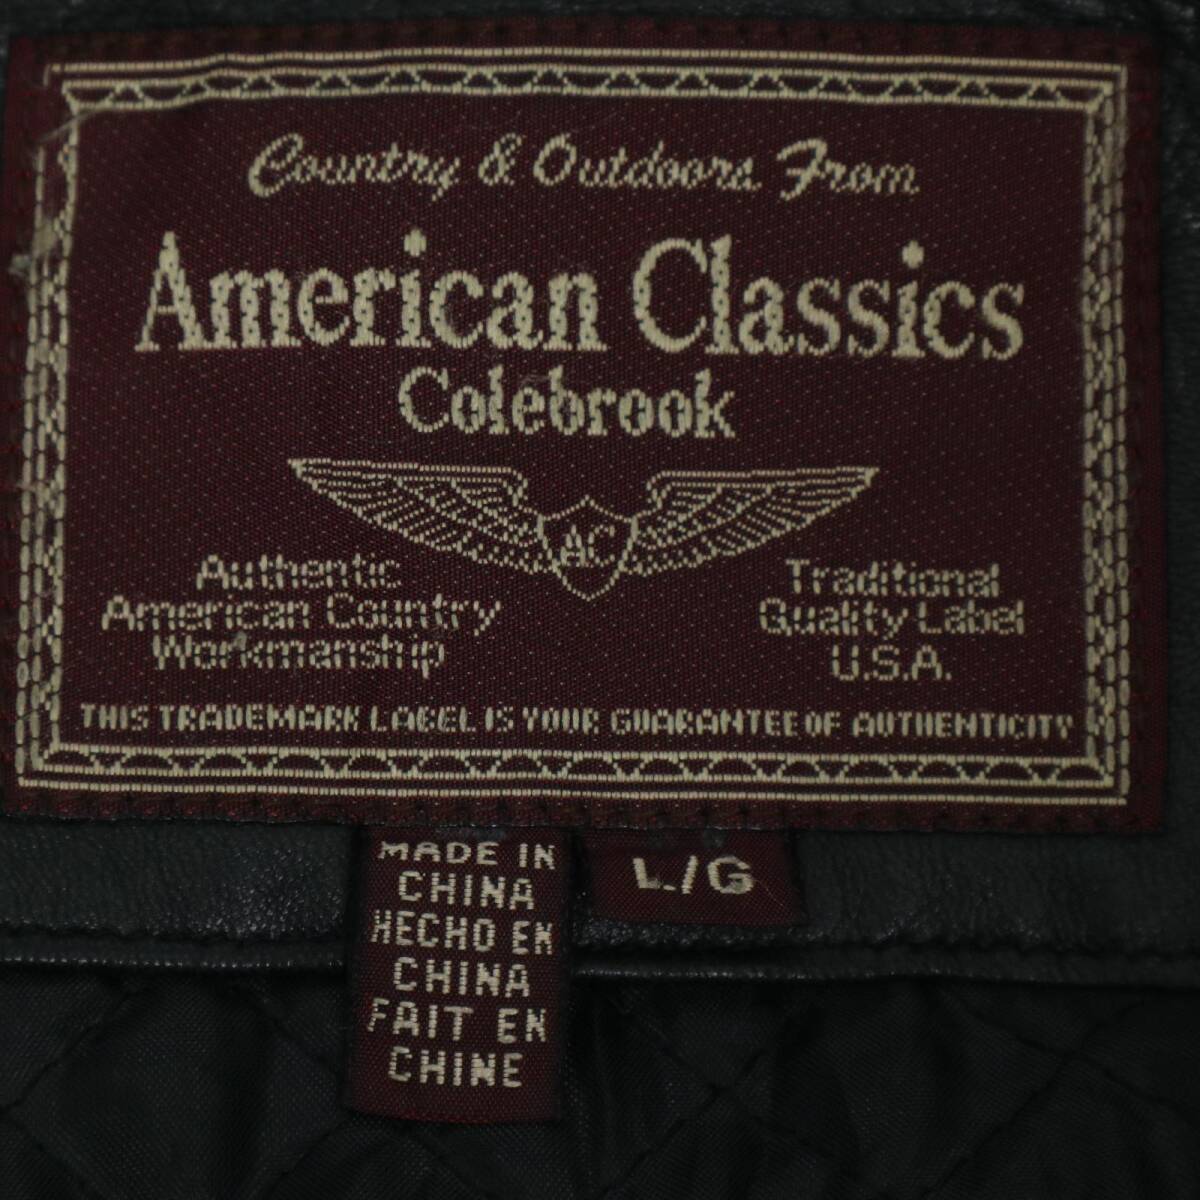 Country & Outdoors From
American Classics
Colebrook
AC
Authentic
American Country
Workmanship
Traditional
Quality Label
U.S.A.
THIS TRADEMARK LABEL IS YOUR GUARANTEE OF AUTHENTICITY
MADE IN
CHINA
HECHO EN
CHINA
FAIT EN
CHINE
L/G